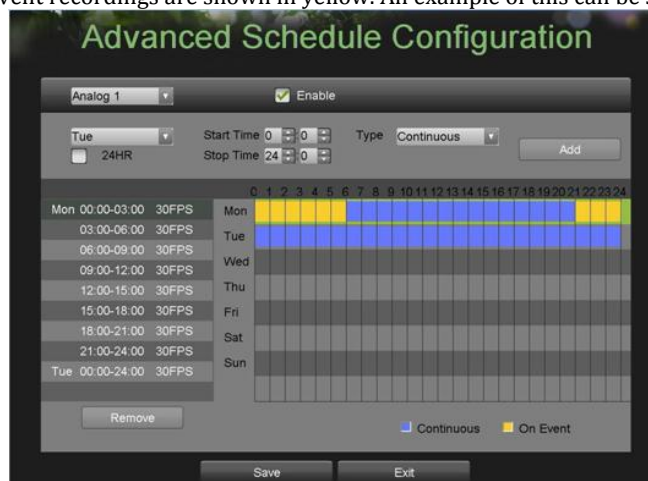 vent recordings are shown in yellow. An example of this can be
Advanced Schedule Configuration
Analog 1 Enable
Tue Start Time 0 : 0 Type Continuous
24HR Stop Time 24 : 0 Add
0 1 2 3 4 5 6 7 8 9 10 11 12 13 14 15 16 17 18 19 20 21 22 23 24
Mon 00:00-03:00 30FPS Mon
03:00-06:00 30FPS Tue
06:00-09:00 30FPS
09:00-12:00 30FPS Wed
12:00-15:00 30FPS Thu
15:00-18:00 30FPS Fri
18:00-21:00 30FPS Sat
21:00-24:00 30FPS
Tue 00:00-24:00 30FPS Sun
Remove Continuous On Event
Save Exit